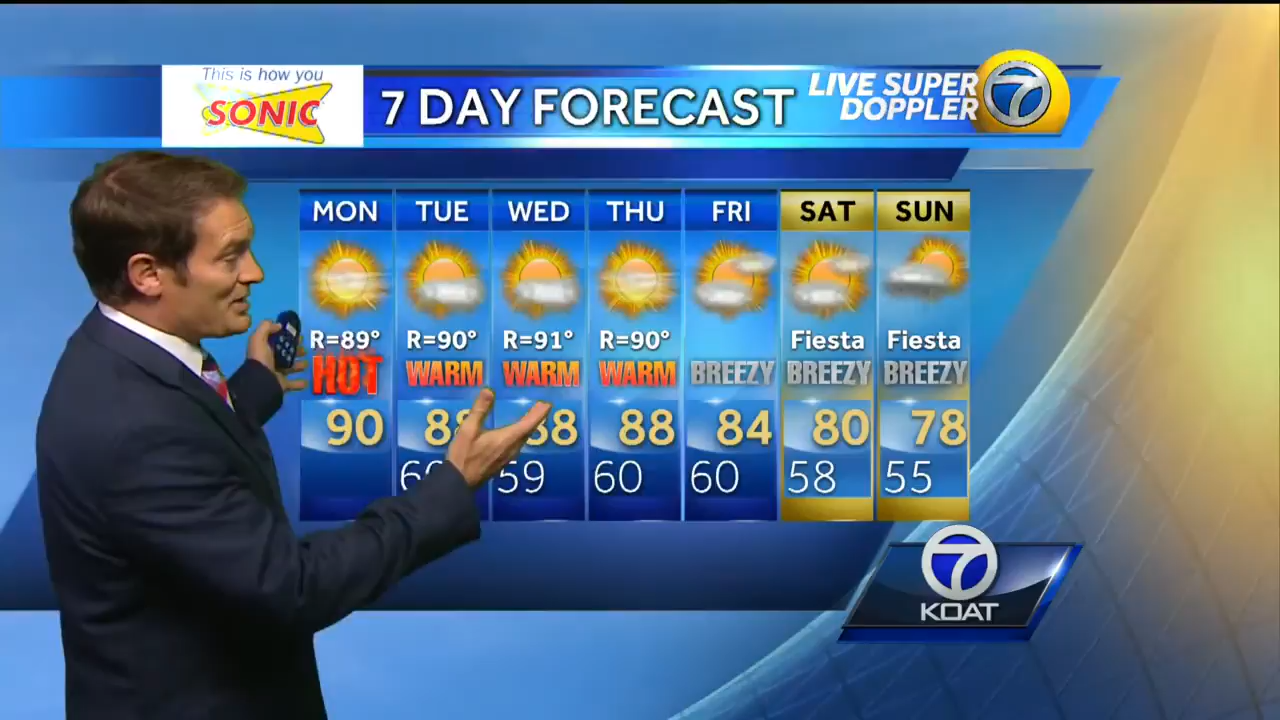 This is how you
SONIC
7 DAY FORECAST
LIVE SUPER
DOPPLER
7
MON TUE WED THU FRI SAT SUN
R=89° R=90° R=91° R=90° Fiesta Fiesta
HOT WARM WARM WARM BREEZY BREEZY BREEZY
90 88 88 88 84 80 78
59 60 60 58 55
7
KOAT